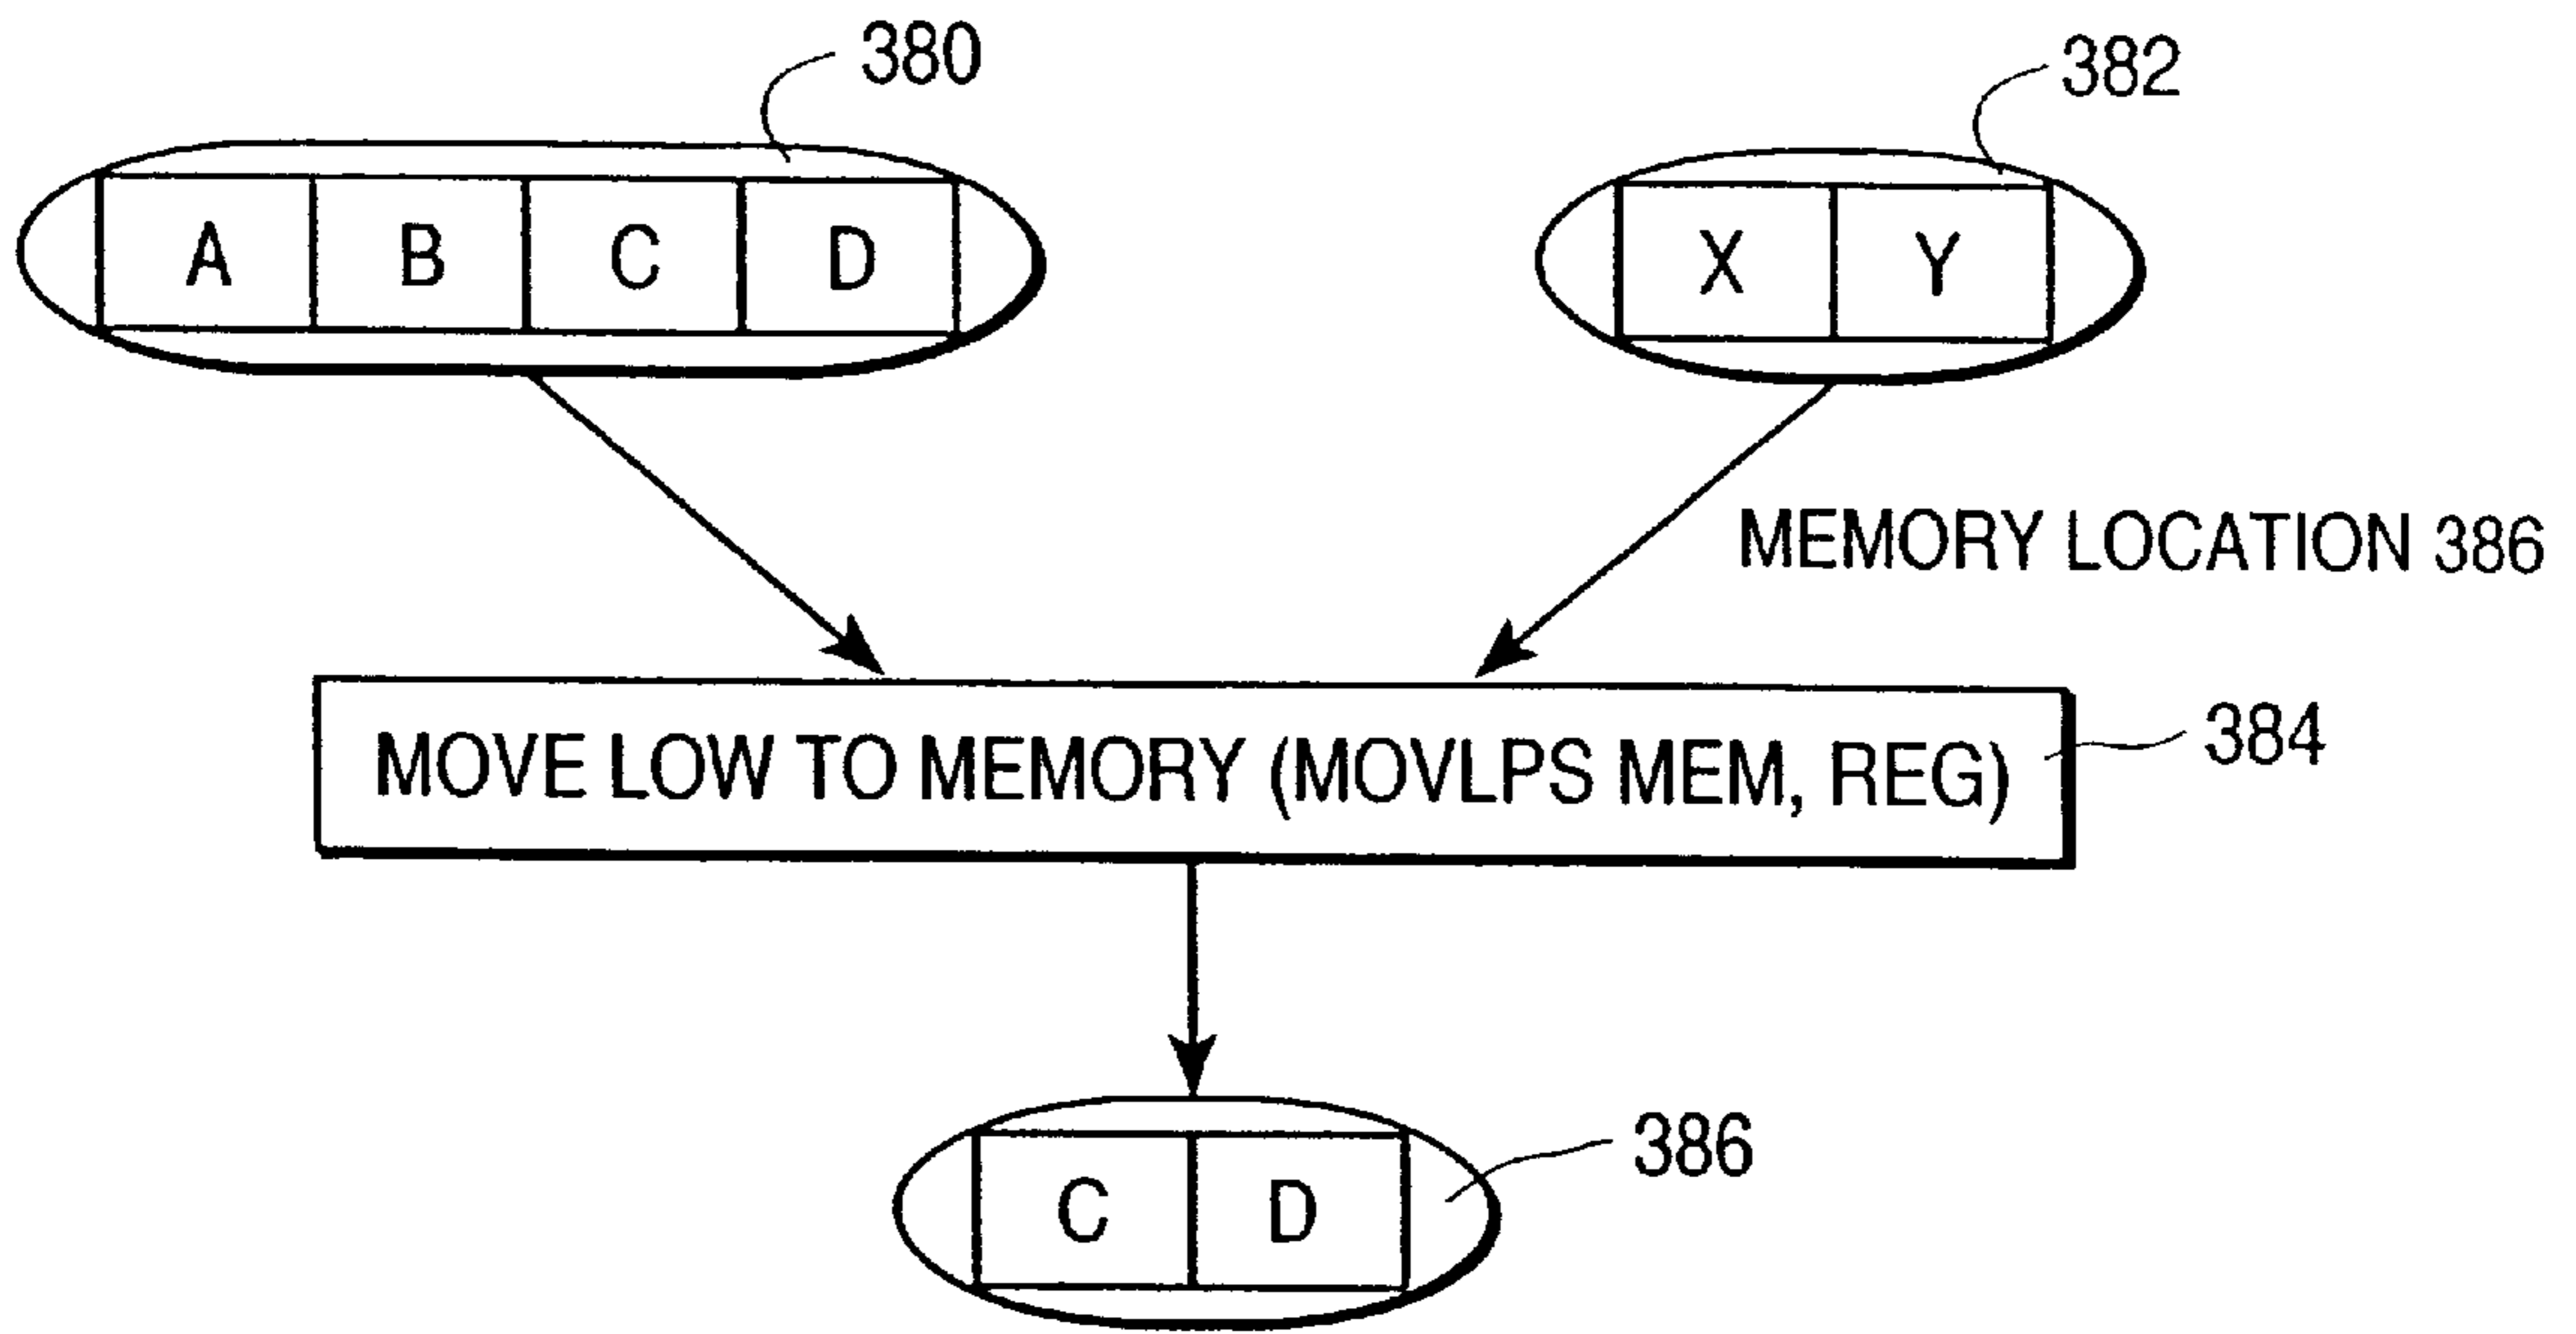 380
382
A B C D
X Y
MEMORY LOCATION 386
MOVE LOW TO MEMORY (MOVLPS MEM, REG)
384
386
C D